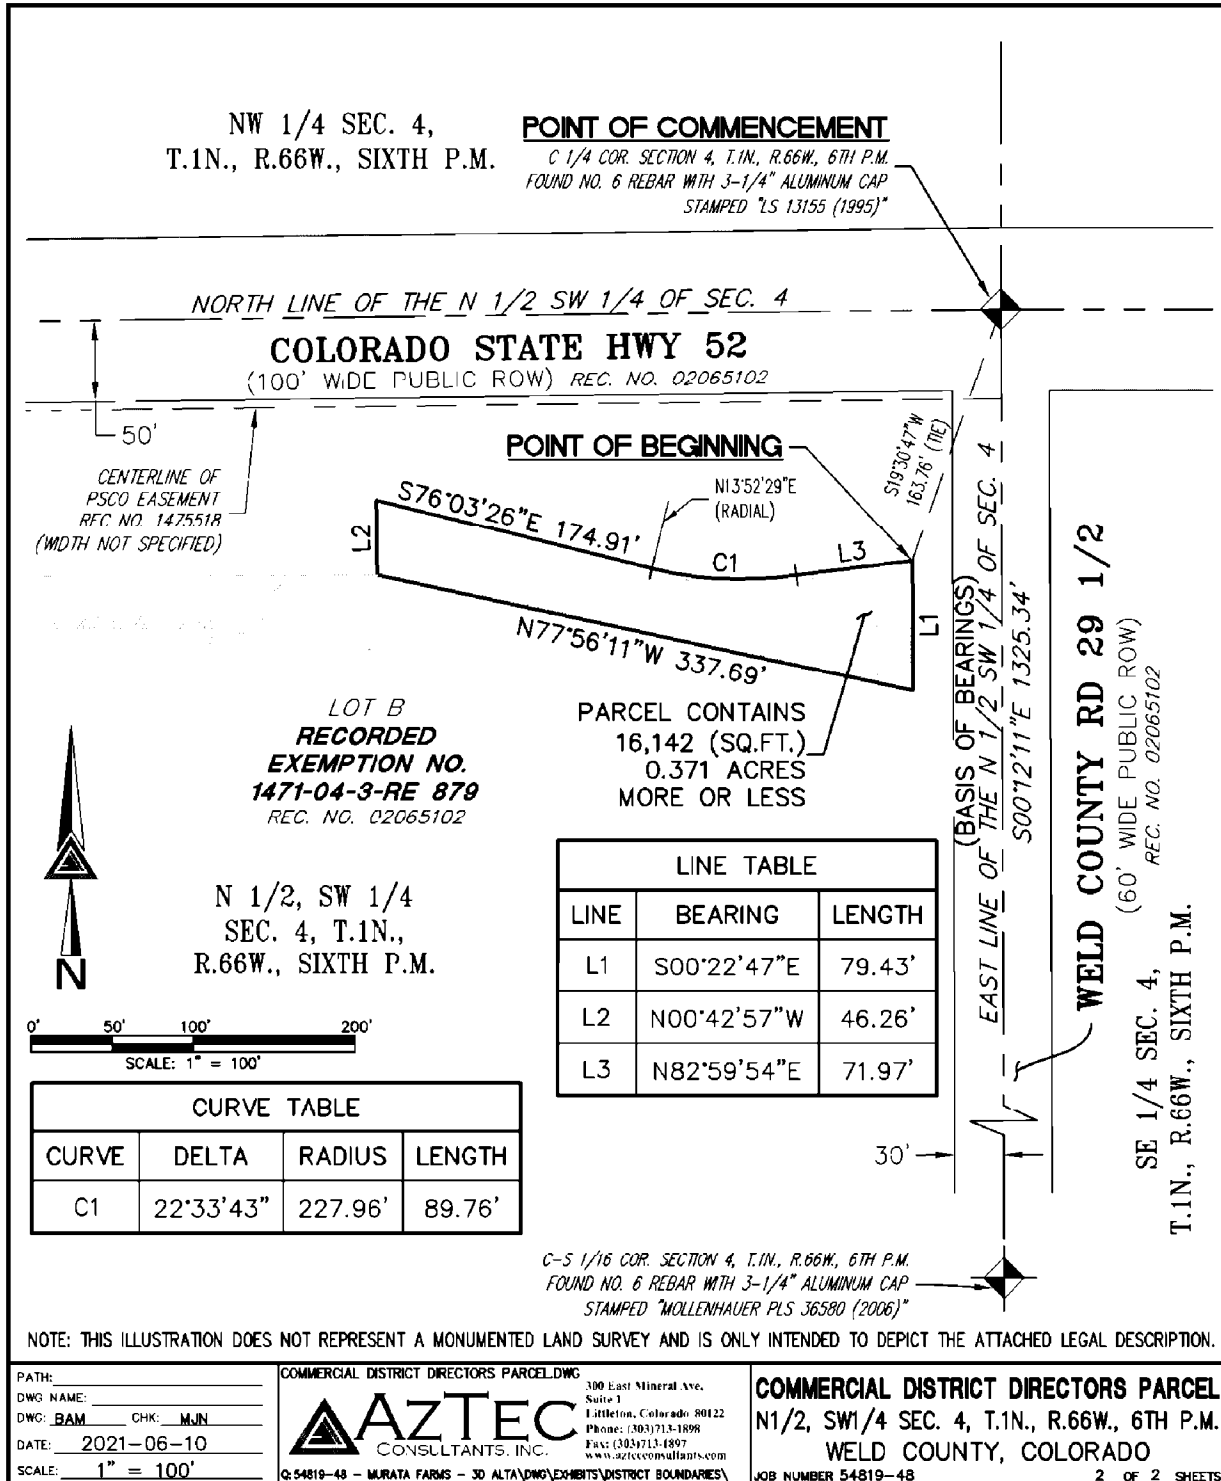 NW 1/4 SEC. 4,
T.1N., R.66W., SIXTH P.M.
POINT OF COMMENCEMENT
C 1/4 COR. SECTION 4, T.1N., R.66W., 6TH P.M.
FOUND NO. 6 REBAR WITH 3-1/4" ALUMINUM CAP
STAMPED "LS 13155 (1995)"
NORTH LINE OF THE N 1/2 SW 1/4 OF SEC. 4
COLORADO STATE HWY 52
(100' WIDE PUBLIC ROW) REC. NO. 02065102
50'
CENTERLINE OF
PSCO EASEMENT
REC NO. 1475518
(WIDTH NOT SPECIFIED)
POINT OF BEGINNING
S19°30'47"W
163.76' (TIE)
N13°52'29"E
(RADIAL)
S76°03'26"E 174.91'
L2
C1
L3
L1
N77°56'11"W 337.69'
PARCEL CONTAINS
16,142 (SQ.FT.)
0.371 ACRES
MORE OR LESS
LOT B
RECORDED
EXEMPTION NO.
1471-04-3-RE 879
REC. NO. 02065102
(BASIS OF BEARINGS)
EAST LINE OF THE N 1/2 SW 1/4 OF SEC. 4
S00°12'11"E 1325.34'
WELD COUNTY RD 29 1/2
(60' WIDE PUBLIC ROW)
REC. NO. 02065102
SE 1/4 SEC. 4,
T.1N., R.66W., SIXTH P.M.
N 1/2, SW 1/4
SEC. 4, T.1N.,
R.66W., SIXTH P.M.
N
0' 50' 100' 200'
SCALE: 1" = 100'
LINE TABLE
LINE BEARING LENGTH
L1 S00°22'47"E 79.43'
L2 N00°42'57"W 46.26'
L3 N82°59'54"E 71.97'
CURVE TABLE
CURVE DELTA RADIUS LENGTH
C1 22°33'43" 227.96' 89.76'
30'
C-S 1/16 COR. SECTION 4, T.1N., R.66W., 6TH P.M.
FOUND NO. 6 REBAR WITH 3-1/4" ALUMINUM CAP
STAMPED "MOLLENHAUER PLS 36580 (2006)"
NOTE: THIS ILLUSTRATION DOES NOT REPRESENT A MONUMENTED LAND SURVEY AND IS ONLY INTENDED TO DEPICT THE ATTACHED LEGAL DESCRIPTION.
PATH:
DWG NAME:
DWG: BAM CHK: MJN
DATE: 2021-06-10
SCALE: 1" = 100'
COMMERCIAL DISTRICT DIRECTORS PARCEL.DWG
AZTEC
CONSULTANTS, INC.
300 East Mineral Ave,
Suite 1
Littleton, Colorado 80122
Phone: (303)713-1898
Fax: (303)713-1897
www.aztecconsultants.com
Q:54819-48 - MURATA FARMS - 3D ALTA\DWG\EXHIBITS\DISTRICT BOUNDARIES\
COMMERCIAL DISTRICT DIRECTORS PARCEL
N1/2, SW1/4 SEC. 4, T.1N., R.66W., 6TH P.M.
WELD COUNTY, COLORADO
JOB NUMBER 54819-48 2 OF 2 SHEETS